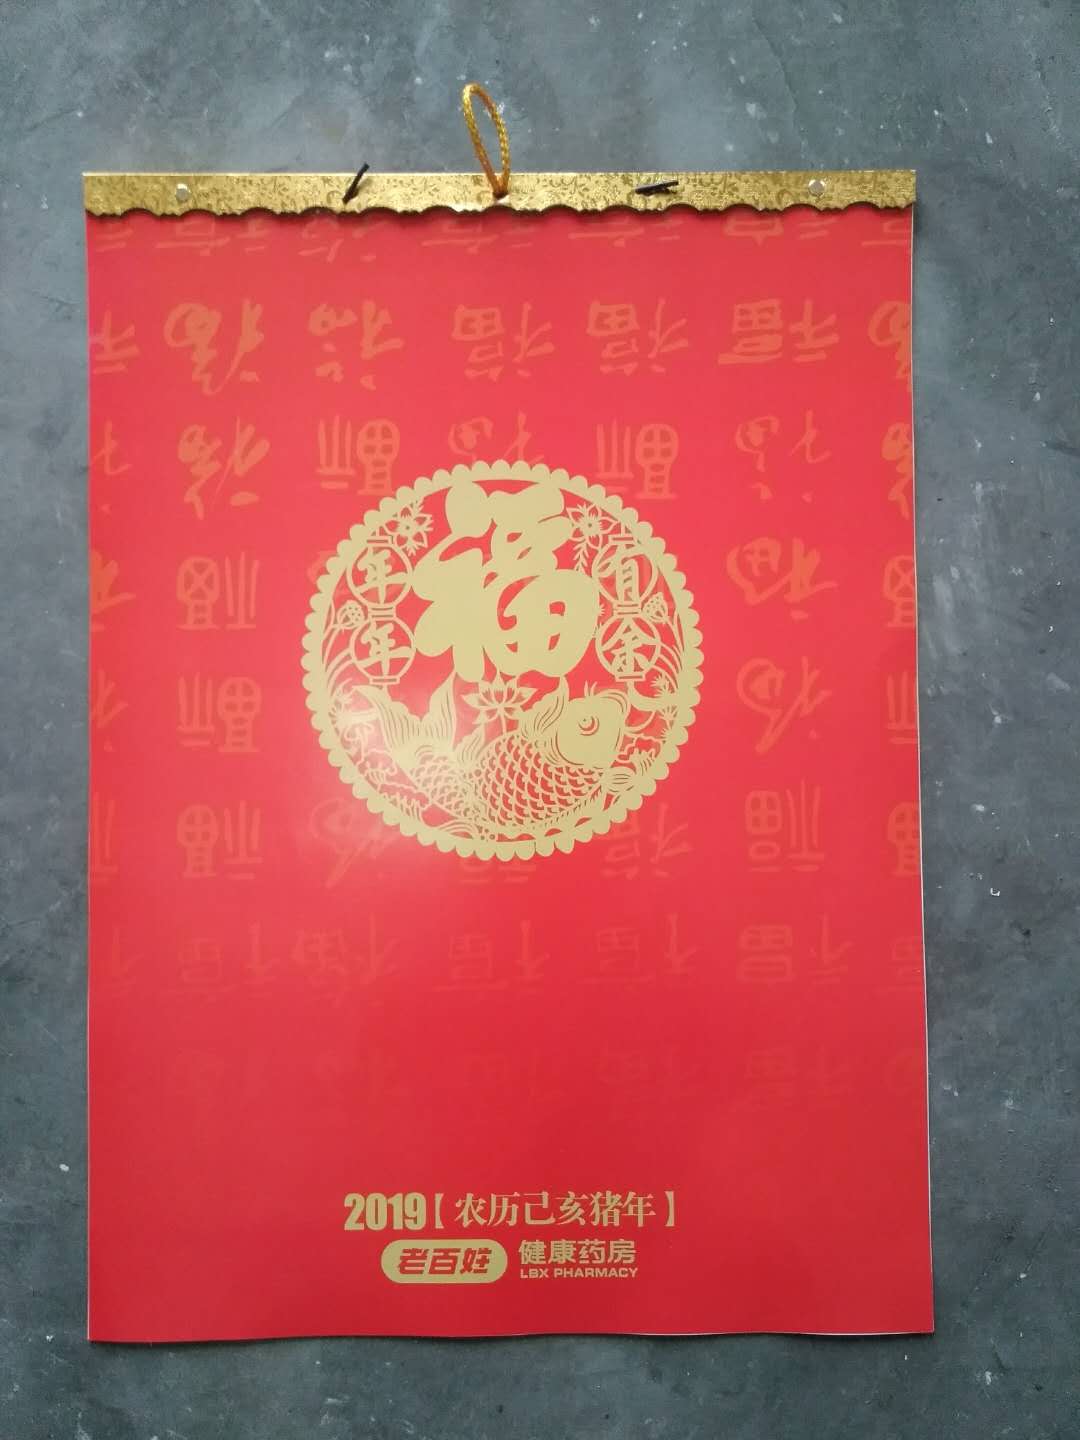 福
年年
有余
2019【农历己亥猪年】
老百姓 健康药房
LBX PHARMACY